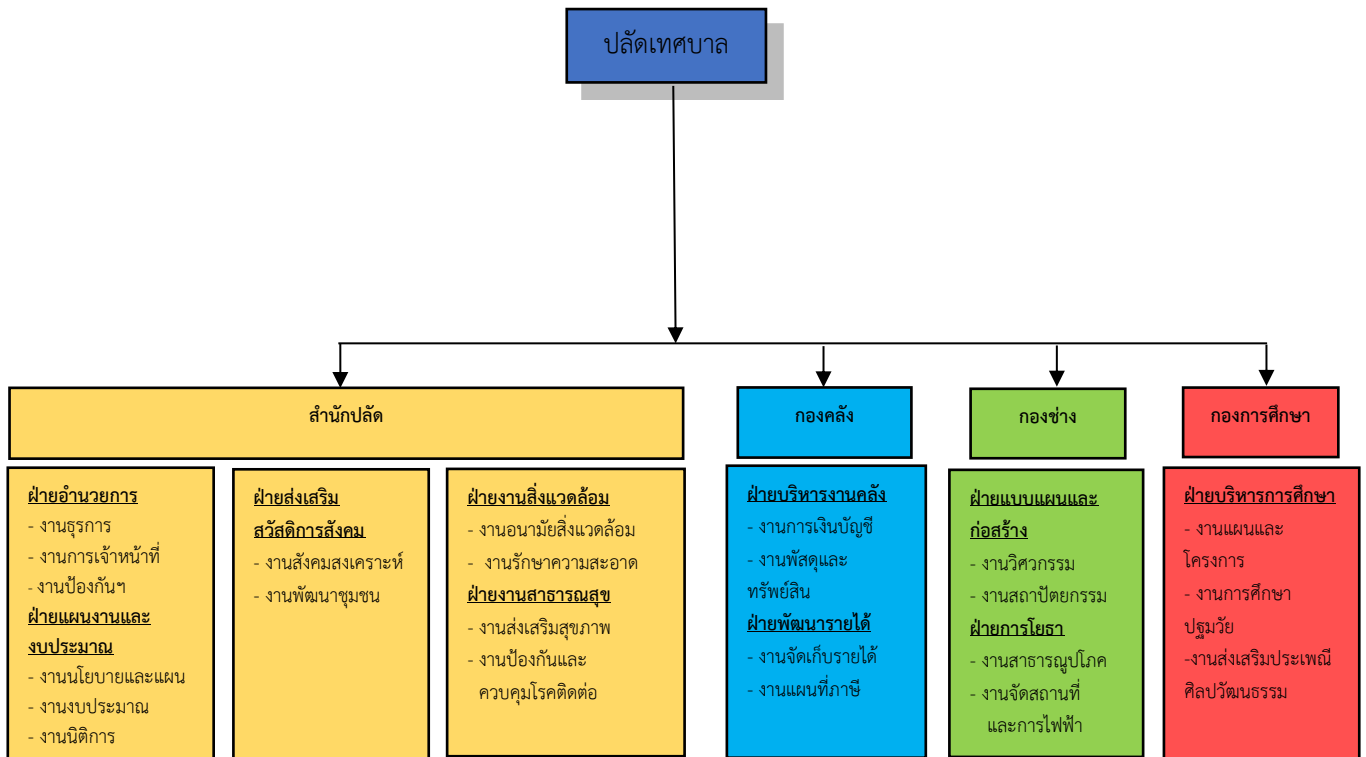 ปลัดเทศบาล
สำนักปลัด
กองคลัง
กองช่าง
กองการศึกษา
ฝ่ายอำนวยการ
- งานธุรการ
- งานการเจ้าหน้าที่
- งานป้องกันฯ
ฝ่ายแผนงานและ
งบประมาณ
- งานนโยบายและแผน
- งานงบประมาณ
- งานนิติการ
ฝ่ายส่งเสริม
สวัสดิการสังคม
- งานสังคมสงเคราะห์
- งานพัฒนาชุมชน
ฝ่ายงานสิ่งแวดล้อม
- งานอนามัยสิ่งแวดล้อม
- งานรักษาความสะอาด
ฝ่ายงานสาธารณสุข
- งานส่งเสริมสุขภาพ
- งานป้องกันและ
ควบคุมโรคติดต่อ
ฝ่ายบริหารงานคลัง
- งานการเงินบัญชี
- งานพัสดุและ
ทรัพย์สิน
ฝ่ายพัฒนารายได้
- งานจัดเก็บรายได้
- งานแผนที่ภาษี
ฝ่ายแบบแผนและ
ก่อสร้าง
- งานวิศวกรรม
- งานสถาปัตยกรรม
ฝ่ายการโยธา
- งานสาธารณูปโภค
- งานจัดสถานที่
และการไฟฟ้า
ฝ่ายบริหารการศึกษา
- งานแผนและ
โครงการ
- งานการศึกษา
ปฐมวัย
-งานส่งเสริมประเพณี
ศิลปวัฒนธรรม